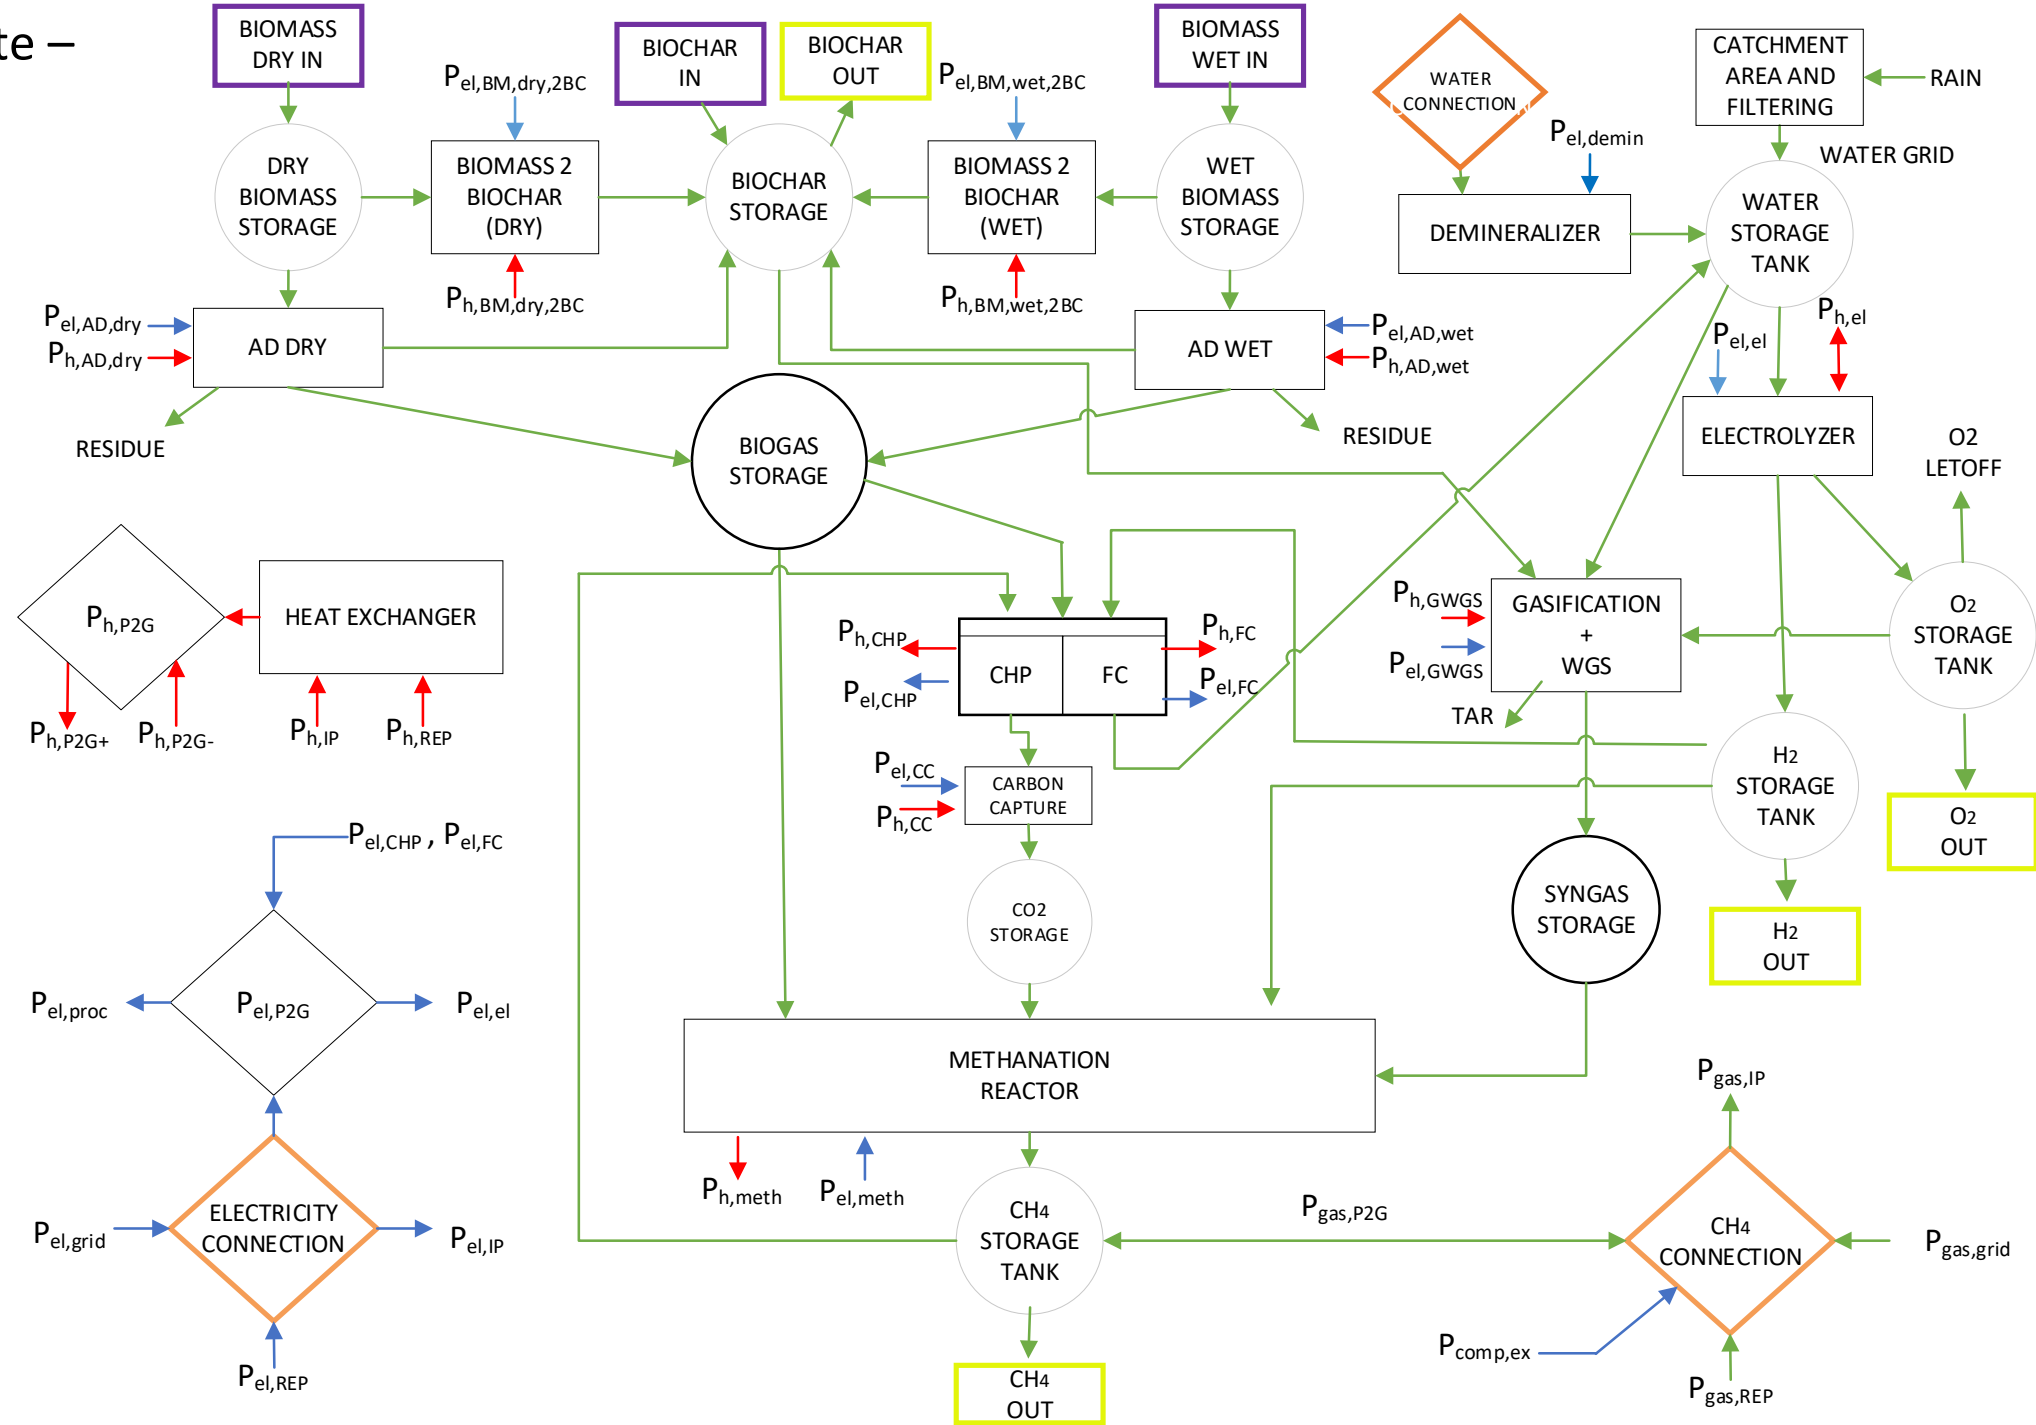 te –
BIOMASS
DRY IN
BIOCHAR
IN
BIOCHAR
OUT
BIOMASS
WET IN
WATER
CONNECTION
CATCHMENT
AREA AND
FILTERING
RAIN
Pel,BM,dry,2BC
Pel,BM,wet,2BC
Pel,demin
WATER GRID
DRY
BIOMASS
STORAGE
BIOMASS 2
BIOCHAR
(DRY)
BIOCHAR
STORAGE
BIOMASS 2
BIOCHAR
(WET)
WET
BIOMASS
STORAGE
DEMINERALIZER
WATER
STORAGE
TANK
Ph,BM,dry,2BC
Ph,BM,wet,2BC
Pel,AD,dry
Ph,AD,dry
AD DRY
AD WET
Pel,AD,wet
Ph,AD,wet
Pel,el
Ph,el
RESIDUE
RESIDUE
BIOGAS
STORAGE
ELECTROLYZER
O2
LETOFF
Ph,P2G
HEAT EXCHANGER
Ph,P2G+
Ph,P2G-
Ph,IP
Ph,REP
Ph,CHP
Pel,CHP
CHP
FC
Ph,FC
Pel,FC
Ph,GWGS
Pel,GWGS
GASIFICATION
+
WGS
TAR
O2
STORAGE
TANK
Pel,CC
Ph,CC
CARBON
CAPTURE
H2
STORAGE
TANK
O2
OUT
Pel,CHP , Pel,FC
CO2
STORAGE
SYNGAS
STORAGE
H2
OUT
Pel,proc
Pel,P2G
Pel,el
METHANATION
REACTOR
Pgas,IP
Ph,meth
Pel,meth
Pel,grid
ELECTRICITY
CONNECTION
Pel,IP
CH4
STORAGE
TANK
Pgas,P2G
CH4
CONNECTION
Pgas,grid
Pel,REP
Pcomp,ex
Pgas,REP
CH4
OUT